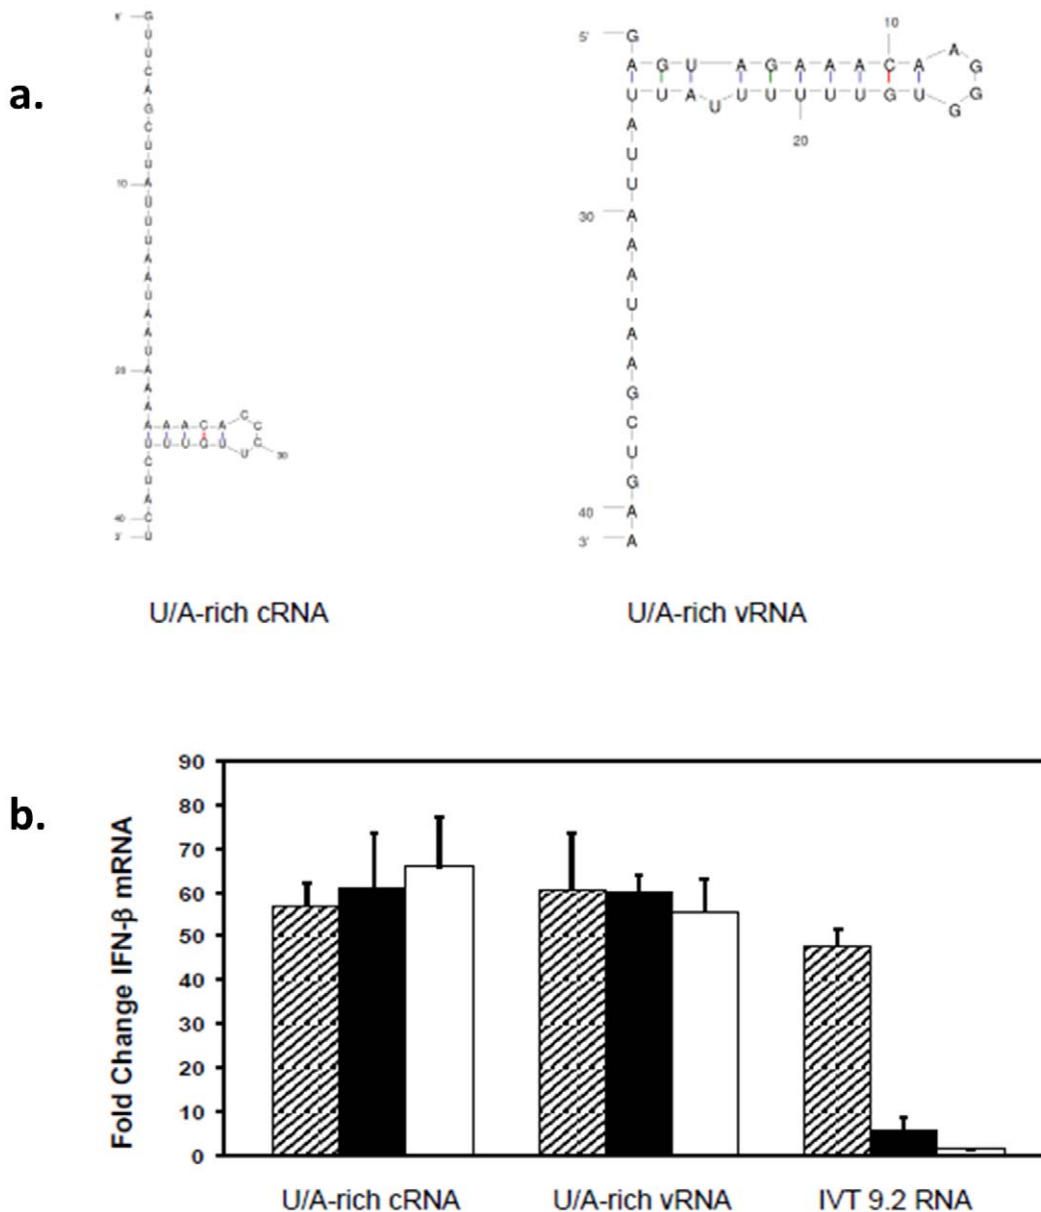 a.
5'
G
U
U
C
A
G
C
U
U
10 A
U
U
U
A
A
U
A
A
U
20 A
A
A
A A A C A C C C 30
U U U G U U
C
U
A
40 C
3' U
U/A-rich cRNA
5' G
10
A G U A G A A A C A A G G G
U U A U U U U U U G U
20
A
U
U
30 A
A
A
U
A
A
G
C
U
G
40 A
3' A
U/A-rich vRNA
b.
Fold Change IFN-β mRNA
90
80
70
60
50
40
30
20
10
0
U/A-rich cRNA U/A-rich vRNA IVT 9.2 RNA